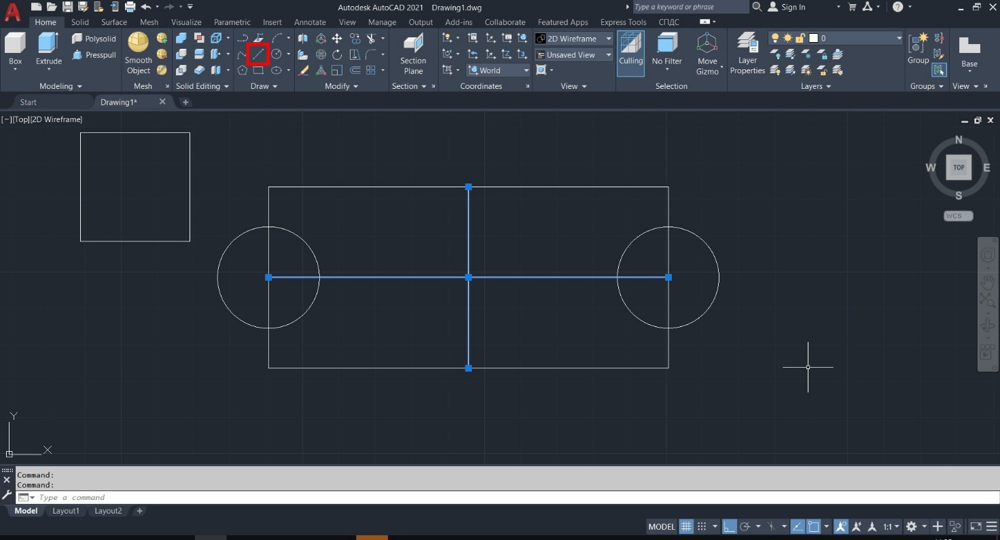 Autodesk AutoCAD 2021 Drawing1.dwg
Type a keyword or phrase
Sign In
Home Solid Surface Mesh Visualize Parametric Insert Annotate View Manage Output Add-ins Collaborate Featured Apps Express Tools СПДС
Box
Extrude
Polysolid
Presspull
Modeling
Smooth
Object
Mesh
Solid Editing
Draw
Modify
Section
Plane
Section
World
Coordinates
2D Wireframe
Unsaved View
View
Culling
No Filter
Move
Gizmo
Selection
Layer
Properties
0
Layers
Group
Groups
Base
View
Start
Drawing1*
[−][Top][2D Wireframe]
N
W
TOP
E
S
WCS
Y
X
Command:
Command:
Type a command
Model Layout1 Layout2
MODEL
1:1